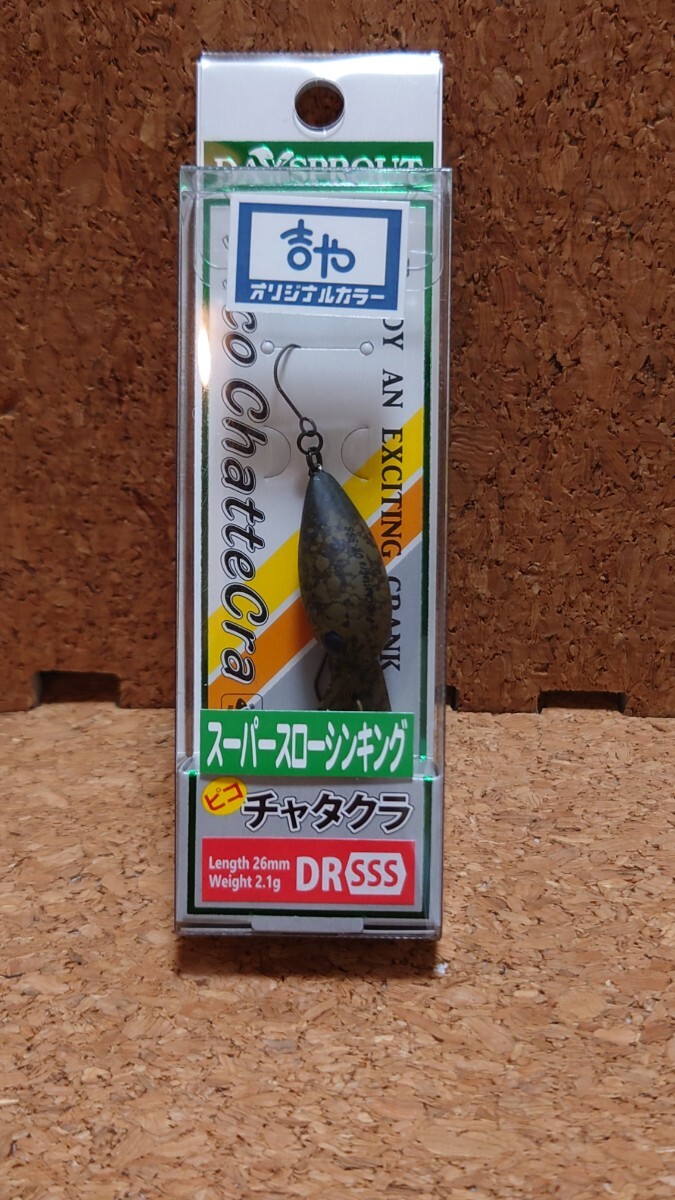 DAYSPROUT
吉や
オリジナルカラー
co ChatteCra
AN EXCITING CRANK
スーパースローシンキング
ピコ
チャタクラ
Length 26mm
Weight 2.1g
DR SSS